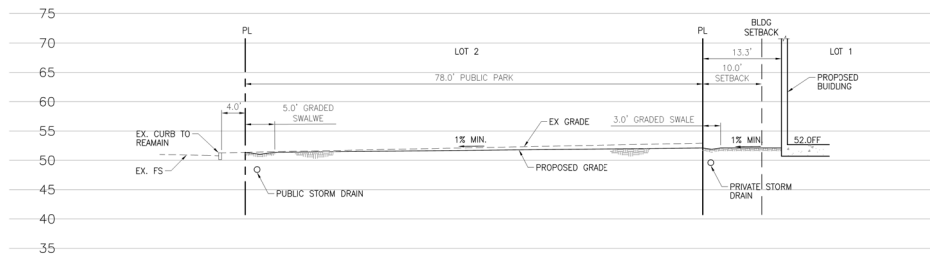 75
70
65
60
55
50
45
40
35
PL
LOT 2
PL
BLDG
SETBACK
LOT 1
13.3'
78.0' PUBLIC PARK
10.0'
SETBACK
PROPOSED
BUIDLING
4.0'
5.0' GRADED
SWALWE
EX GRADE
3.0' GRADED SWALE
EX. CURB TO
REAMAIN
1% MIN.
1% MIN.
52.0FF
EX. FS
PROPOSED GRADE
PUBLIC STORM DRAIN
PRIVATE STORM
DRAIN